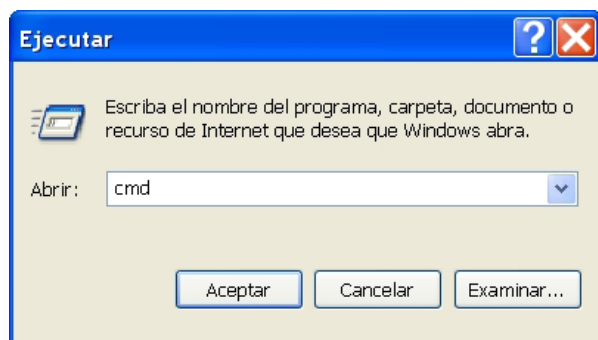 Ejecutar
Escriba el nombre del programa, carpeta, documento o
recurso de Internet que desea que Windows abra.
Abrir: cmd
Aceptar Cancelar Examinar...